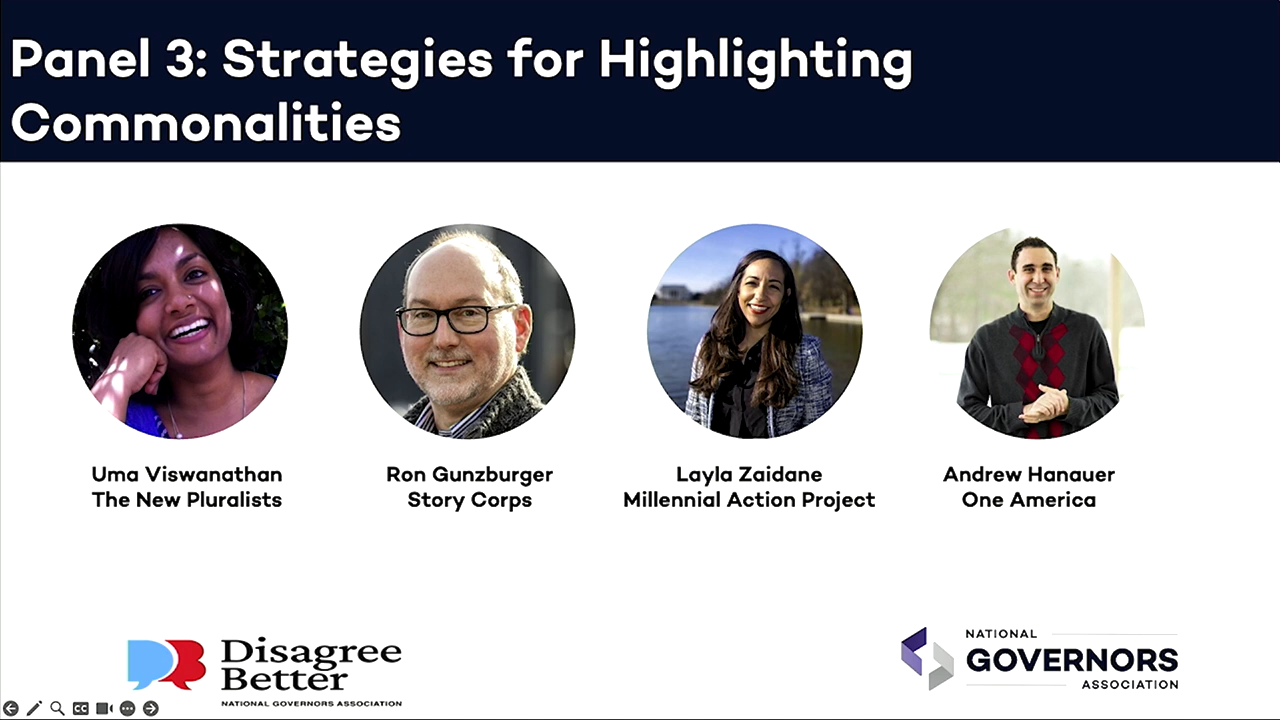 Panel 3: Strategies for Highlighting
Commonalities
Uma Viswanathan
The New Pluralists
Ron Gunzburger
Story Corps
Layla Zaidane
Millennial Action Project
Andrew Hanauer
One America
Disagree
Better
NATIONAL GOVERNORS ASSOCIATION
NATIONAL
GOVERNORS
ASSOCIATION
CC